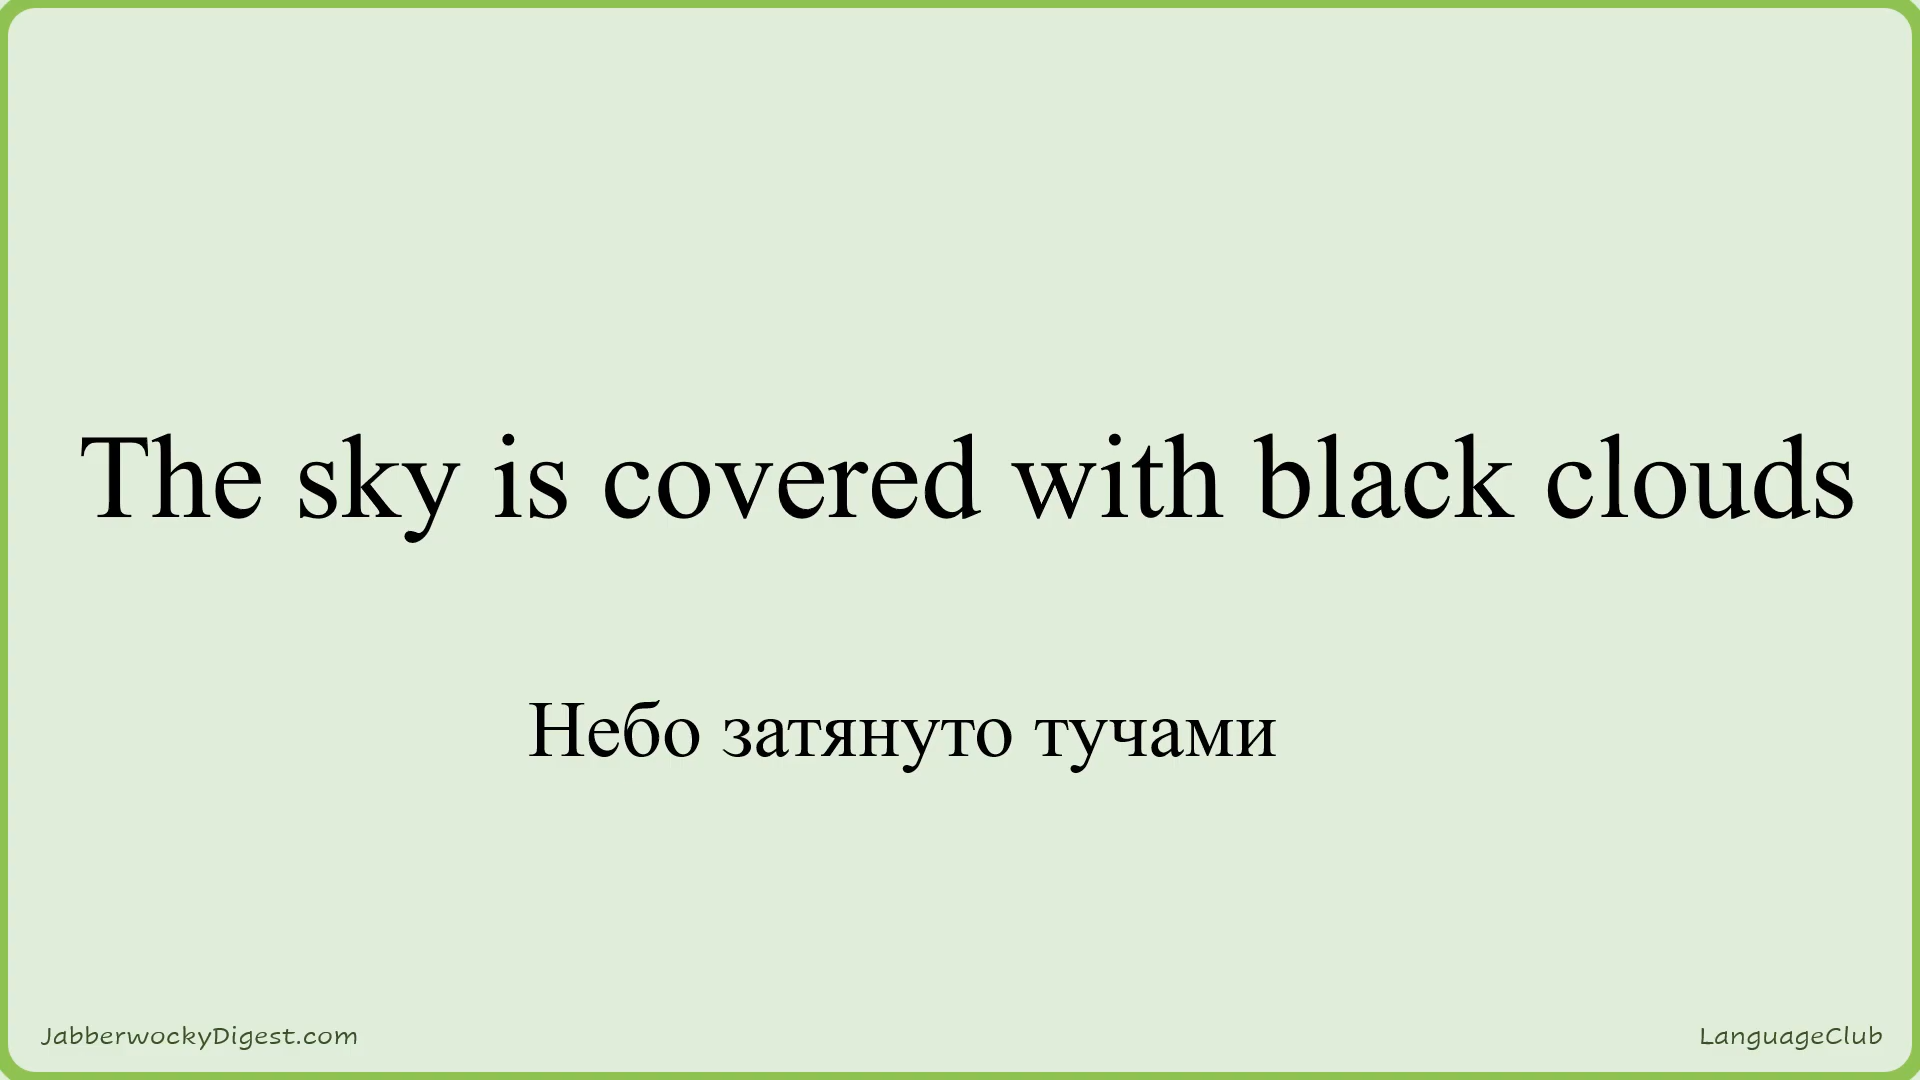 The sky is covered with black clouds
Небо затянуто тучами
JabberwockyDigest.com
LanguageClub